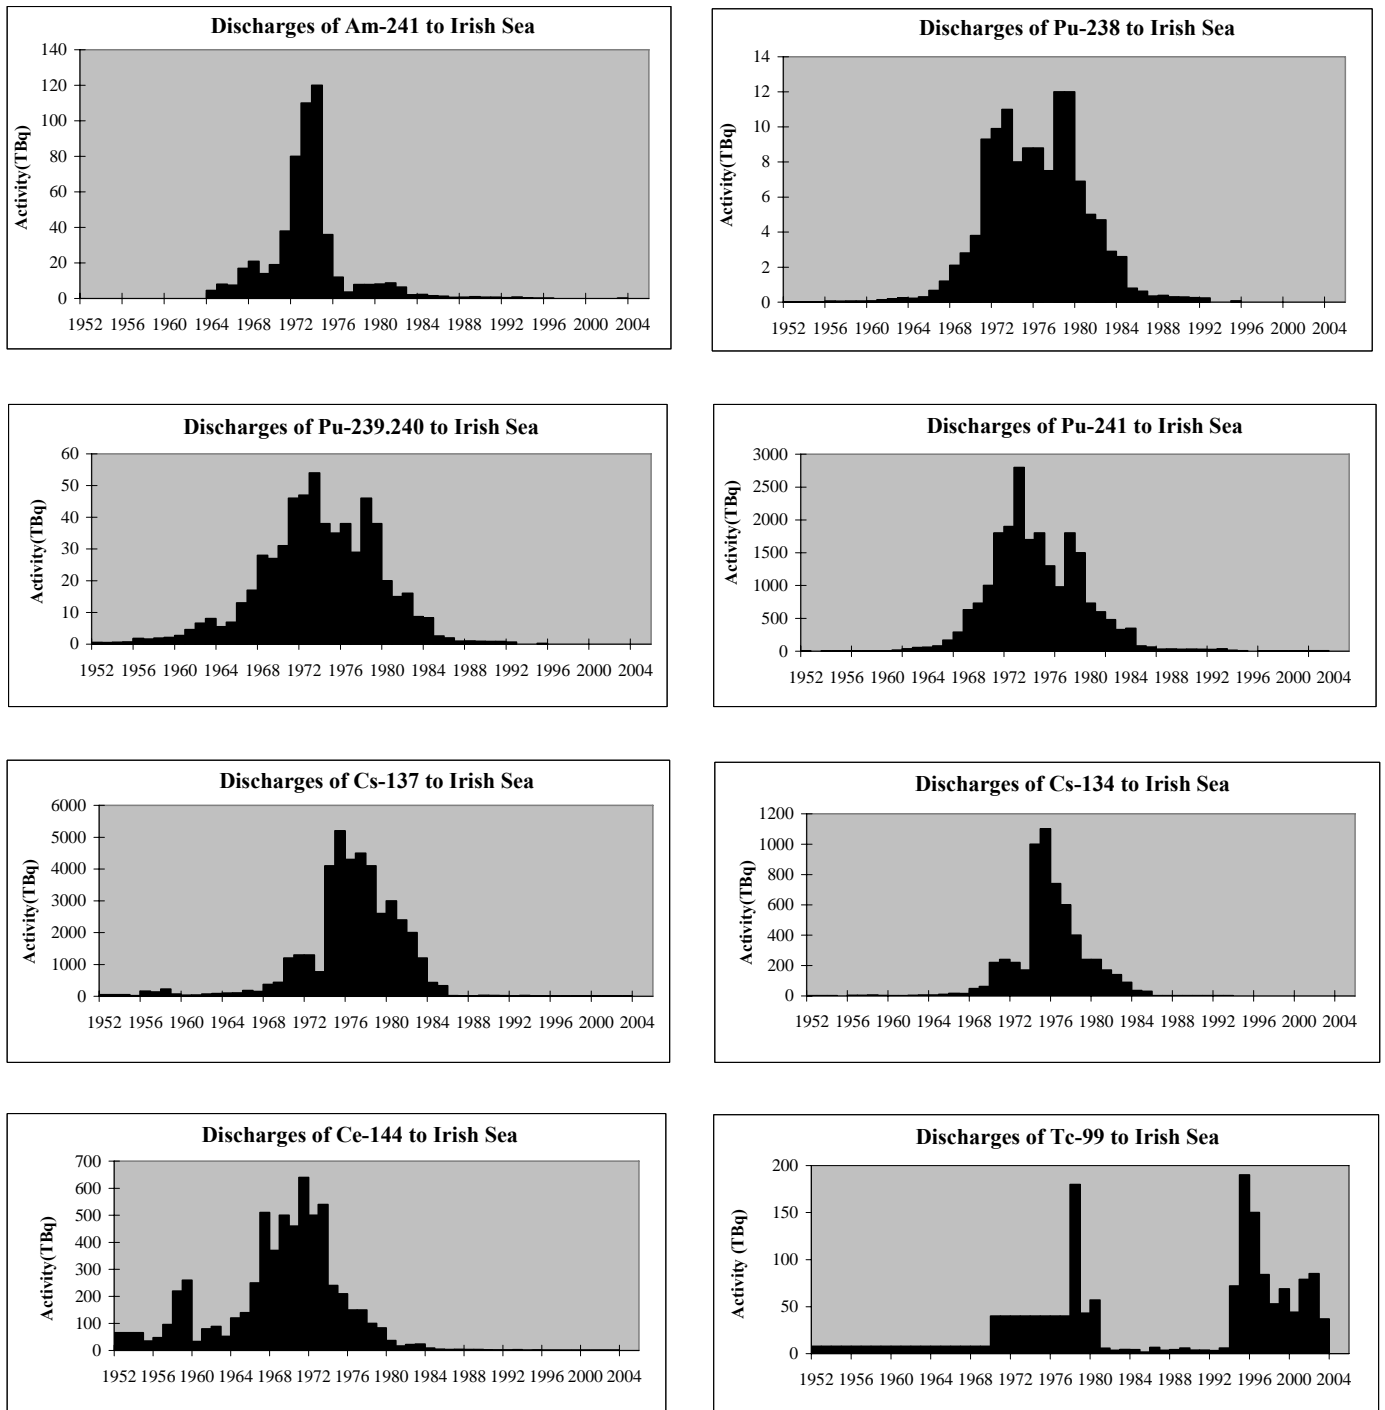 Discharges of Am-241 to Irish Sea
Activity(TBq)
140
120
100
80
60
40
20
0
1952 1956 1960 1964 1968 1972 1976 1980 1984 1988 1992 1996 2000 2004
Discharges of Pu-238 to Irish Sea
Activity(TBq)
14
12
10
8
6
4
2
0
1952 1956 1960 1964 1968 1972 1976 1980 1984 1988 1992 1996 2000 2004
Discharges of Pu-239.240 to Irish Sea
Activity(TBq)
60
50
40
30
20
10
0
1952 1956 1960 1964 1968 1972 1976 1980 1984 1988 1992 1996 2000 2004
Discharges of Pu-241 to Irish Sea
Activity(TBq)
3000
2500
2000
1500
1000
500
0
1952 1956 1960 1964 1968 1972 1976 1980 1984 1988 1992 1996 2000 2004
Discharges of Cs-137 to Irish Sea
Activity(TBq)
6000
5000
4000
3000
2000
1000
0
1952 1956 1960 1964 1968 1972 1976 1980 1984 1988 1992 1996 2000 2004
Discharges of Cs-134 to Irish Sea
Activity(TBq)
1200
1000
800
600
400
200
0
1952 1956 1960 1964 1968 1972 1976 1980 1984 1988 1992 1996 2000 2004
Discharges of Ce-144 to Irish Sea
Activity(TBq)
700
600
500
400
300
200
100
0
1952 1956 1960 1964 1968 1972 1976 1980 1984 1988 1992 1996 2000 2004
Discharges of Tc-99 to Irish Sea
Activity (TBq)
200
150
100
50
0
1952 1956 1960 1964 1968 1972 1976 1980 1984 1988 1992 1996 2000 2004